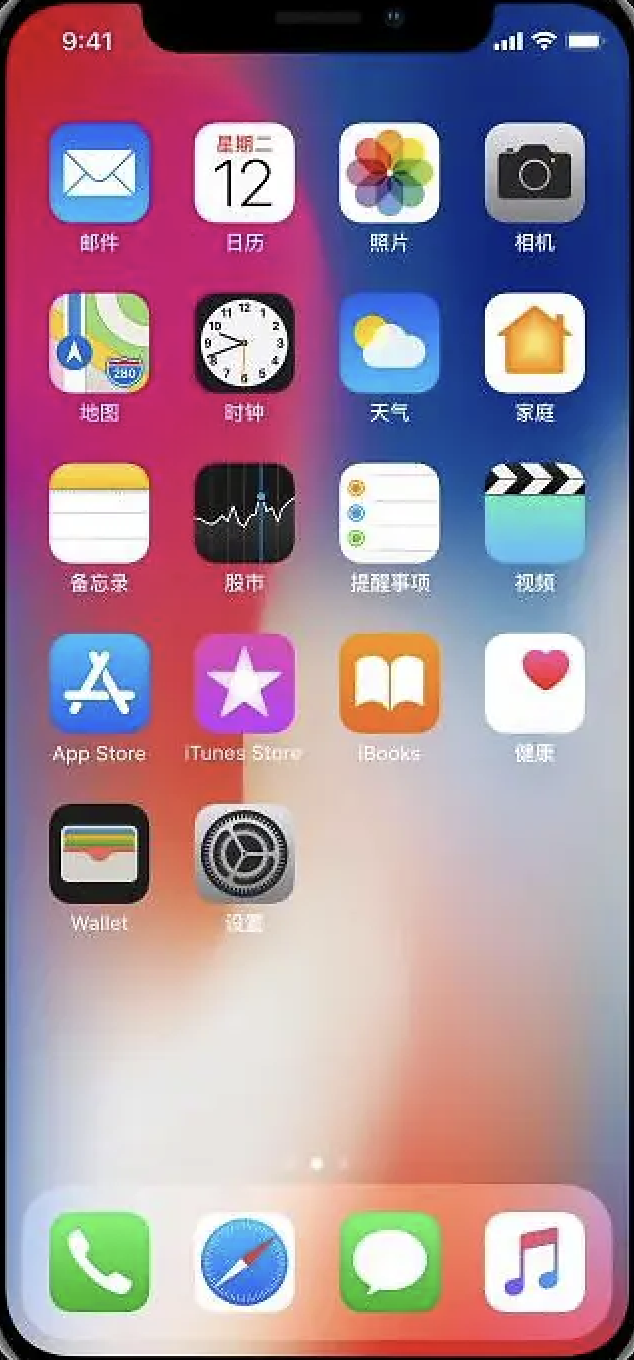 9:41
星期二
12
邮件
日历
照片
相机
280
地图
时钟
天气
家庭
备忘录
股市
提醒事项
视频
App Store
iTunes Store
iBooks
健康
Wallet
设置